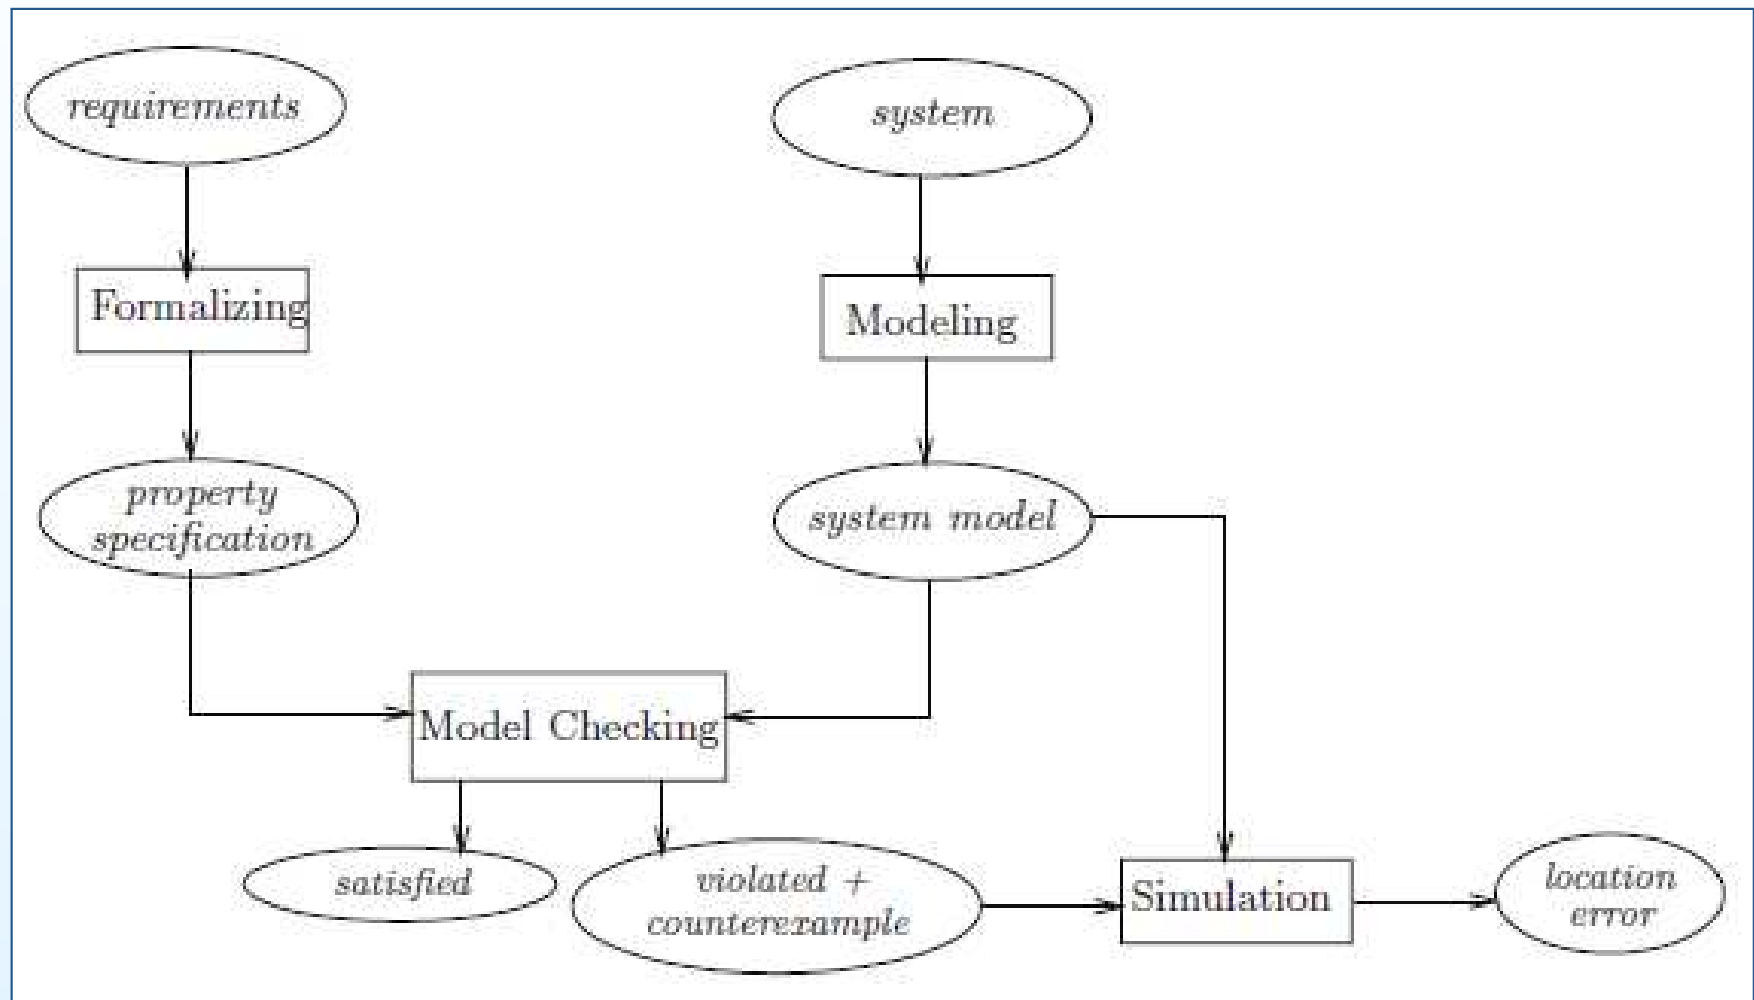 requirements
system
Formalizing
Modeling
property
specification
system model
Model Checking
satisfied
violated +
counterexample
Simulation
location
error